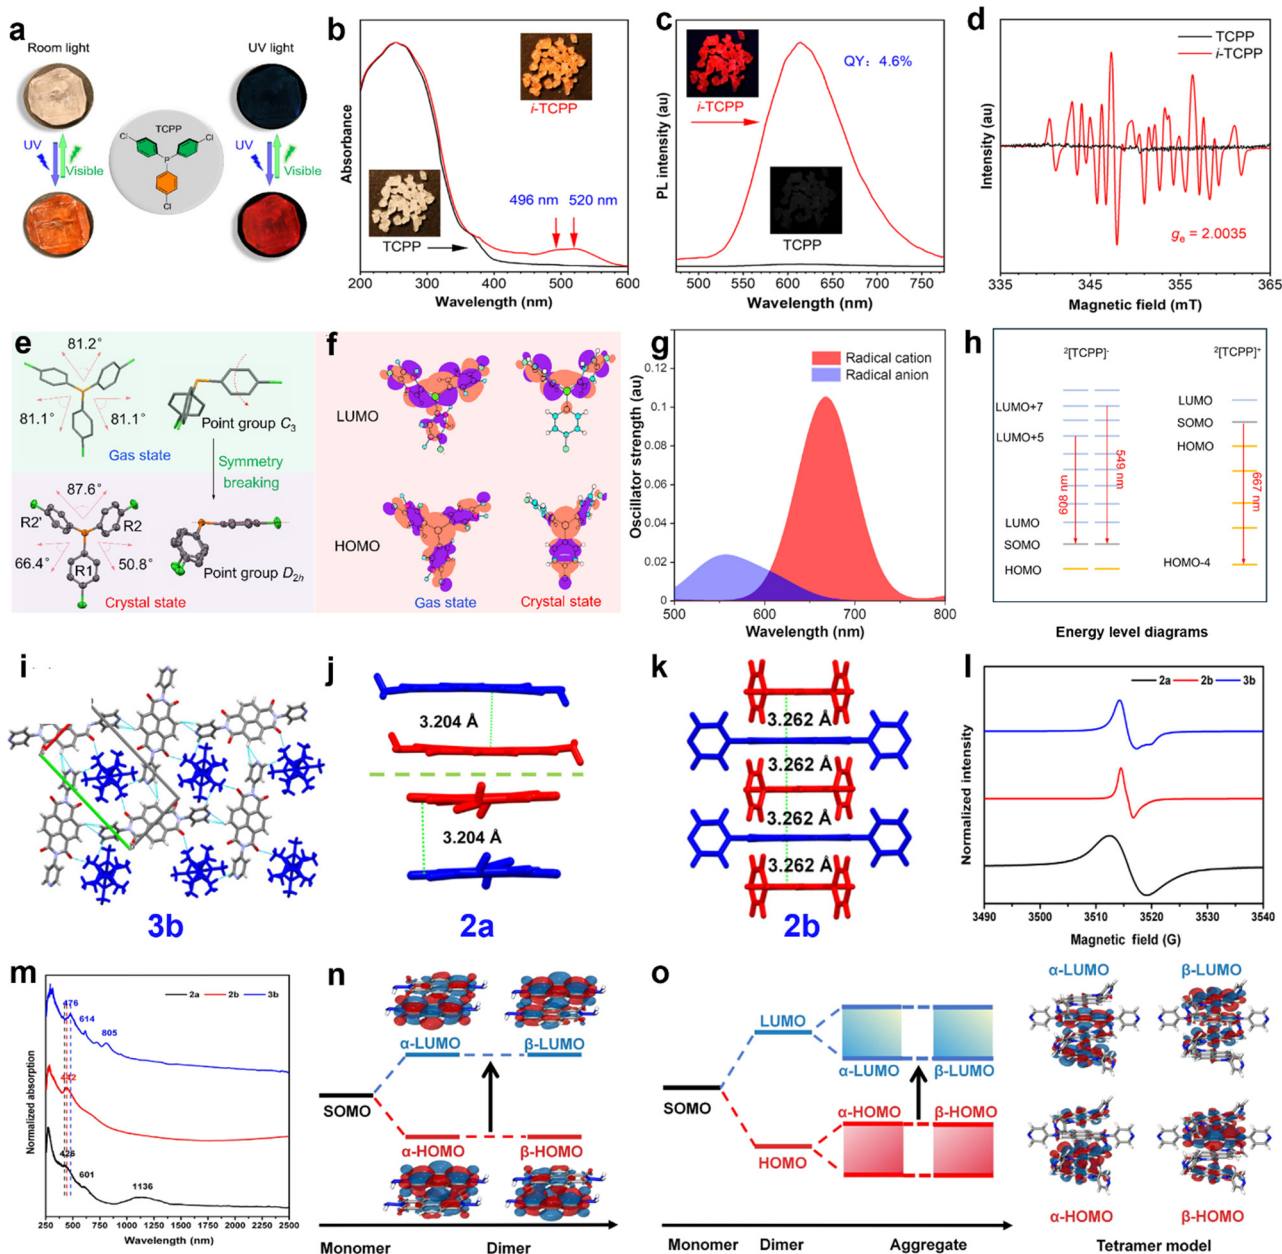 a
Room light
UV light
TCPP
Cl
Cl
P
Cl
UV
Visible
UV
Visible
b
Absorbance
i-TCPP
496 nm
520 nm
TCPP
200
300
400
500
600
Wavelength (nm)
c
PL intensity (au)
QY: 4.6%
i-TCPP
TCPP
500
550
600
650
700
750
Wavelength (nm)
d
TCPP
i-TCPP
Intensity (au)
ge = 2.0035
335
345
355
365
Magnetic field (mT)
e
81.2°
81.1°
81.1°
Gas state
Point group C3
Symmetry
breaking
87.6°
R2'
R2
66.4°
R1
50.8°
Point group D2h
Crystal state
f
LUMO
HOMO
Gas state
Crystal state
g
Radical cation
Radical anion
Oscillator strength (au)
0.12
0.1
0.08
0.06
0.04
0.02
0
500
600
700
800
Wavelength (nm)
h
2[TCPP]-
2[TCPP]+
LUMO+7
LUMO+5
LUMO
SOMO
HOMO
608 nm
549 nm
LUMO
SOMO
HOMO
667 nm
HOMO-4
Energy level diagrams
i
3b
j
3.204 Å
3.204 Å
2a
k
3.262 Å
3.262 Å
3.262 Å
3.262 Å
2b
l
2a
2b
3b
Normalized intensity
3490
3500
3510
3520
3530
3540
Magnetic field (G)
m
2a
2b
3b
476
614
805
426
601
1136
Normalized absorption
250
500
750
1000
1250
1500
1750
2000
2250
2500
Wavelength (nm)
n
α-LUMO
β-LUMO
SOMO
α-HOMO
β-HOMO
Monomer
Dimer
o
LUMO
α-LUMO
β-LUMO
SOMO
α-HOMO
β-HOMO
HOMO
Monomer
Dimer
Aggregate
α-LUMO
β-LUMO
α-HOMO
β-HOMO
Tetramer model